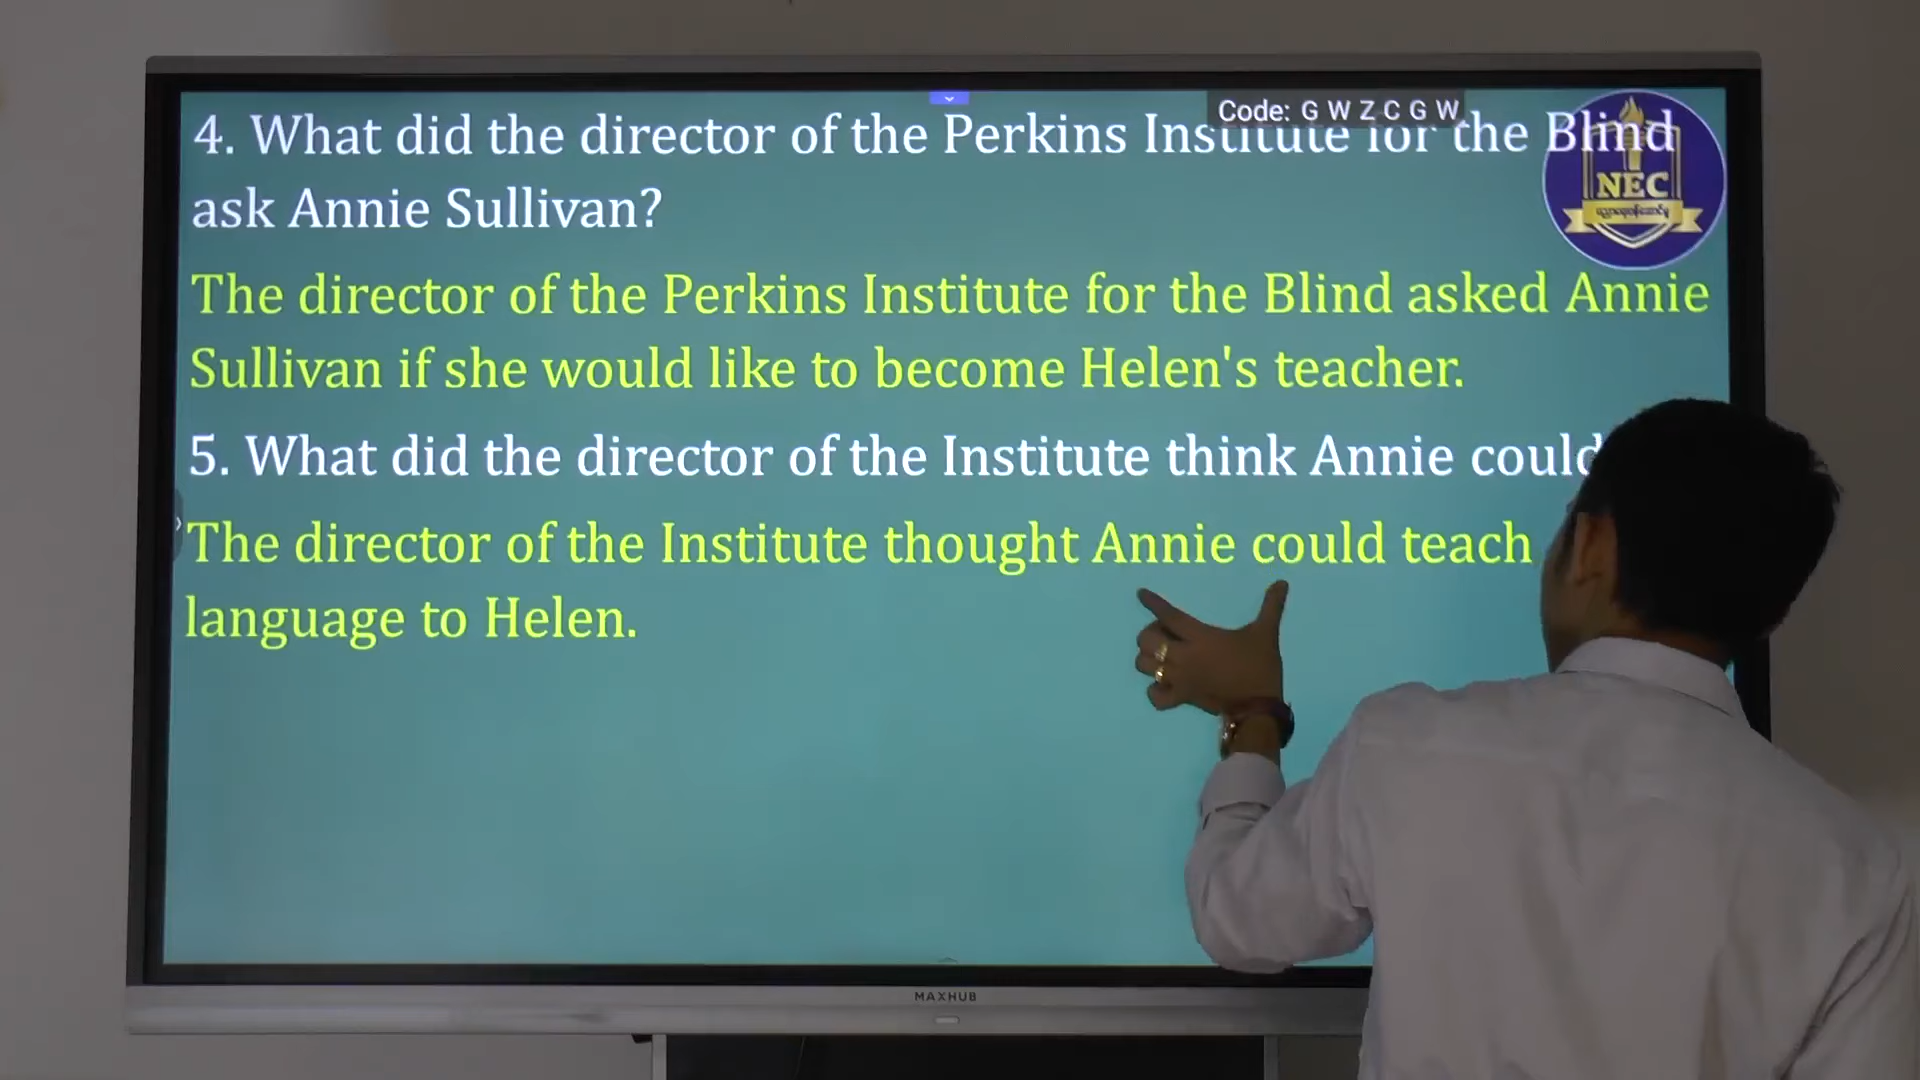 Code: G W Z C G W
4. What did the director of the Perkins Institute for the Blind
ask Annie Sullivan?
NEC
The director of the Perkins Institute for the Blind asked Annie
Sullivan if she would like to become Helen's teacher.
5. What did the director of the Institute think Annie could
The director of the Institute thought Annie could teach
language to Helen.
MAXHUB